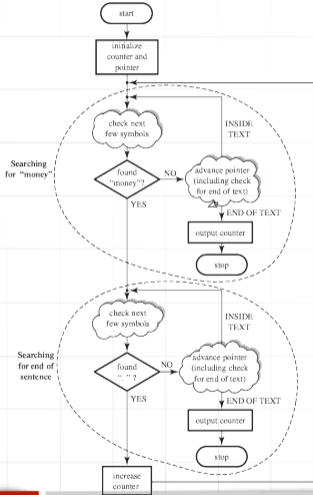 start
initialize
counter and
pointer
check next
few symbols
INSIDE
TEXT
Searching
for "money"
found
"money"?
NO
advance pointer
(including check
for end of text)
YES
END OF TEXT
output counter
stop
check next
few symbols
INSIDE
TEXT
Searching
for end of
sentence
found
"." ?
NO
advance pointer
(including check
for end of text)
YES
END OF TEXT
output counter
stop
increase
counter